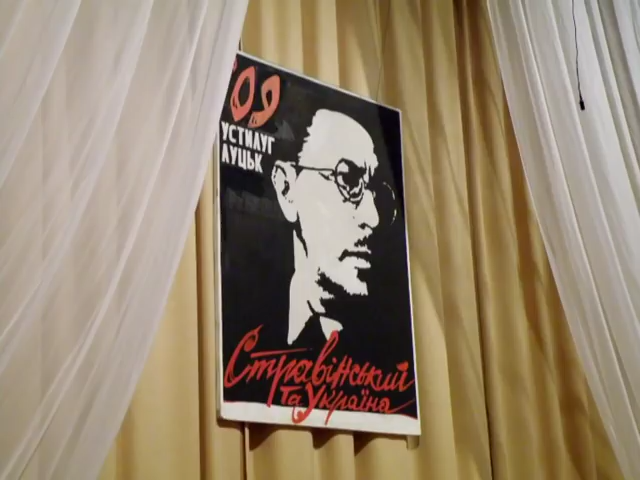 '09
УСТИЛУГ
ЛУЦЬК
Стравінський
та Україна